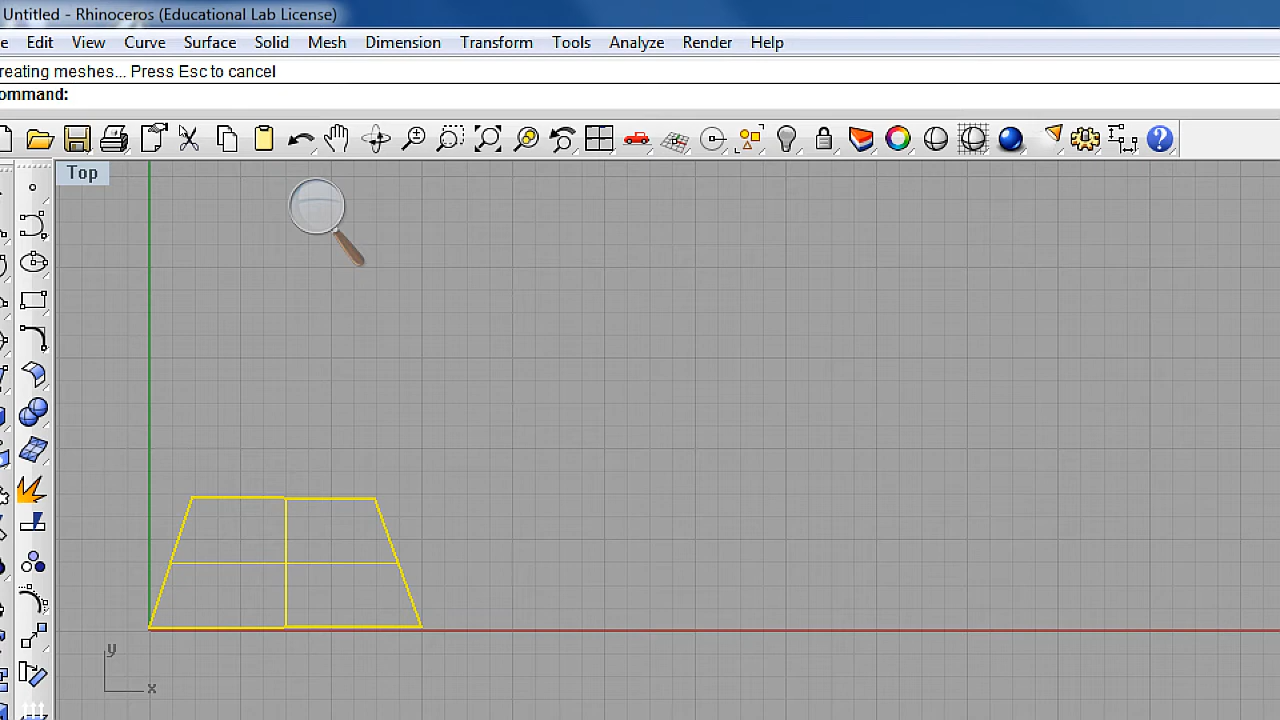 Untitled - Rhinoceros (Educational Lab License)
e Edit View Curve Surface Solid Mesh Dimension Transform Tools Analyze Render Help
reating meshes... Press Esc to cancel
ommand:
?
Top
y
x